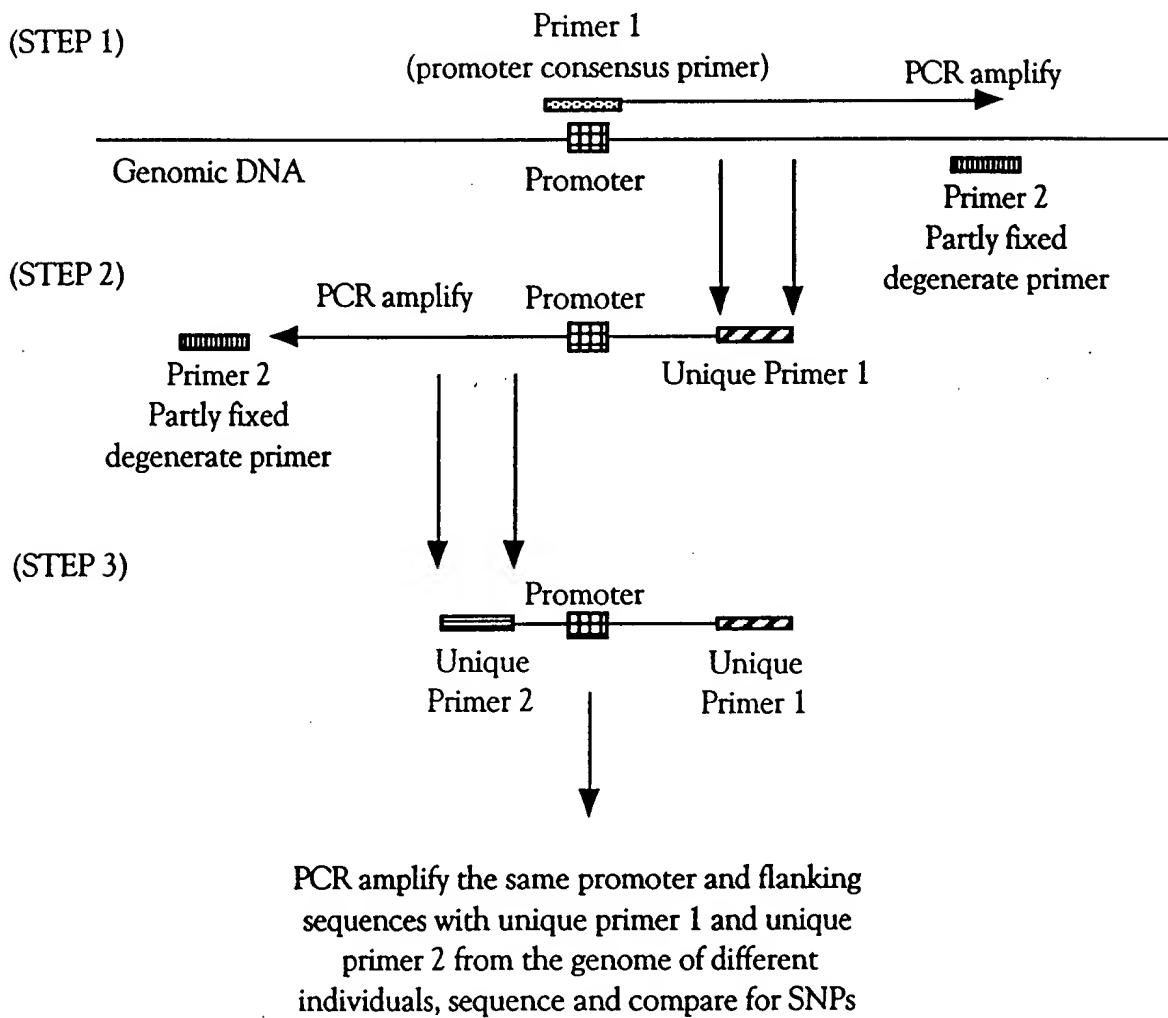 (STEP 1)
Primer 1
(promoter consensus primer)
PCR amplify
Genomic DNA
Promoter
Primer 2
Partly fixed
degenerate primer
(STEP 2)
PCR amplify
Promoter
Primer 2
Partly fixed
degenerate primer
Unique Primer 1
(STEP 3)
Promoter
Unique
Primer 2
Unique
Primer 1
PCR amplify the same promoter and flanking
sequences with unique primer 1 and unique
primer 2 from the genome of different
individuals, sequence and compare for SNPs